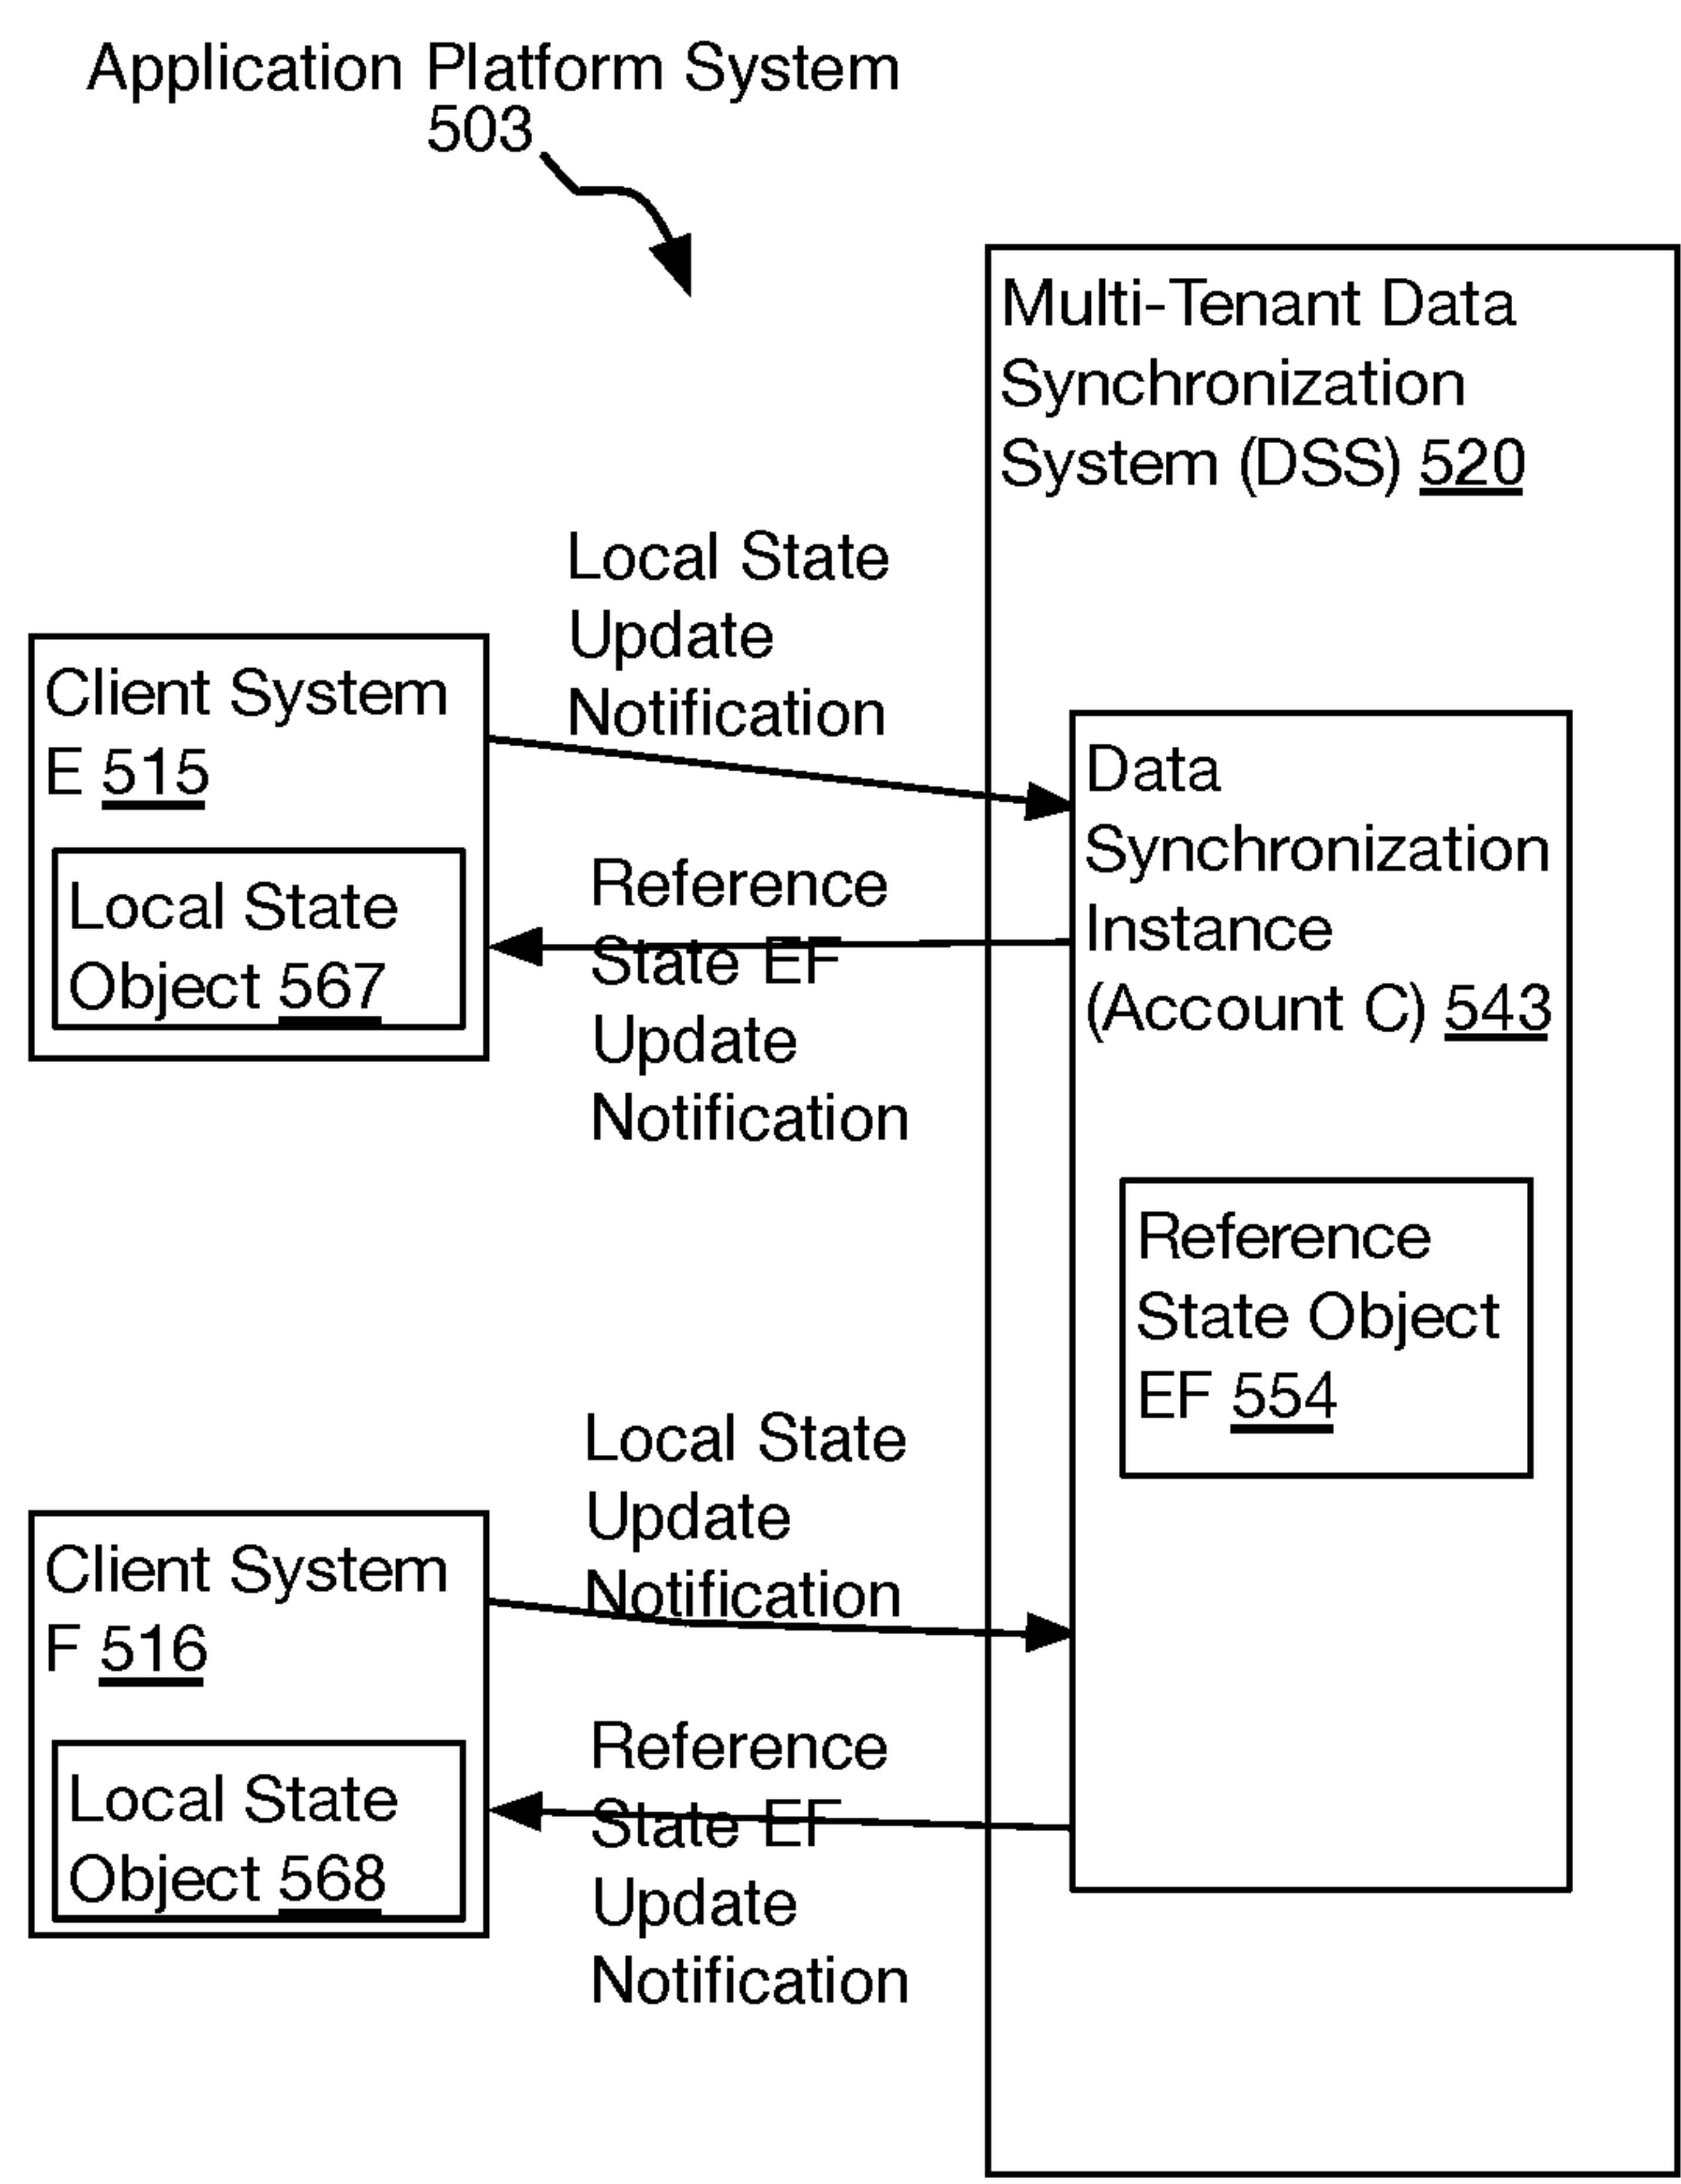 Application Platform System
503
Multi-Tenant Data
Synchronization
System (DSS) 520
Local State
Update
Notification
Client System
E 515
Local State
Object 567
Reference
State EF
Update
Notification
Data
Synchronization
Instance
(Account C) 543
Reference
State Object
EF 554
Local State
Update
Notification
Client System
F 516
Local State
Object 568
Reference
State EF
Update
Notification